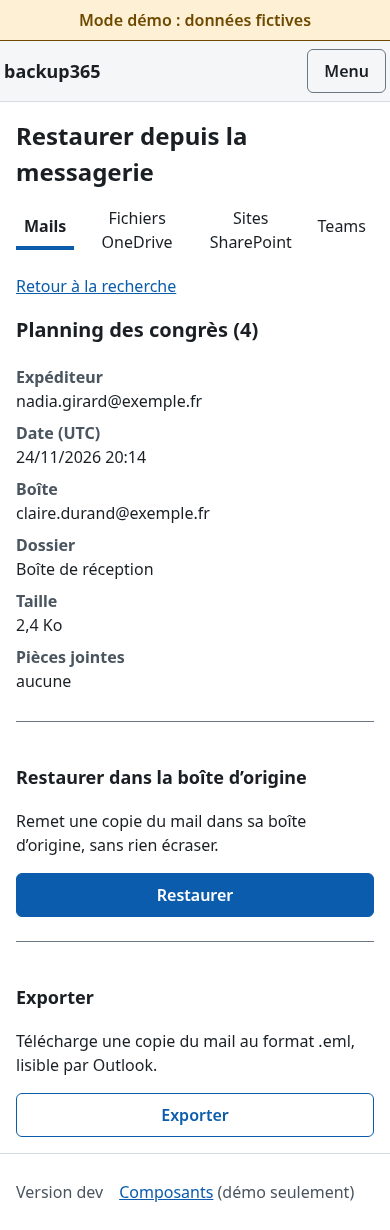 Mode démo : données fictives
backup365
Menu
Restaurer depuis la
messagerie
Mails
Fichiers
OneDrive
Sites
SharePoint
Teams
Retour à la recherche
Planning des congrès (4)
Expéditeur
nadia.girard@exemple.fr
Date (UTC)
24/11/2026 20:14
Boîte
claire.durand@exemple.fr
Dossier
Boîte de réception
Taille
2,4 Ko
Pièces jointes
aucune
Restaurer dans la boîte d’origine
Remet une copie du mail dans sa boîte
d’origine, sans rien écraser.
Restaurer
Exporter
Télécharge une copie du mail au format .eml,
lisible par Outlook.
Exporter
Version dev Composants (démo seulement)